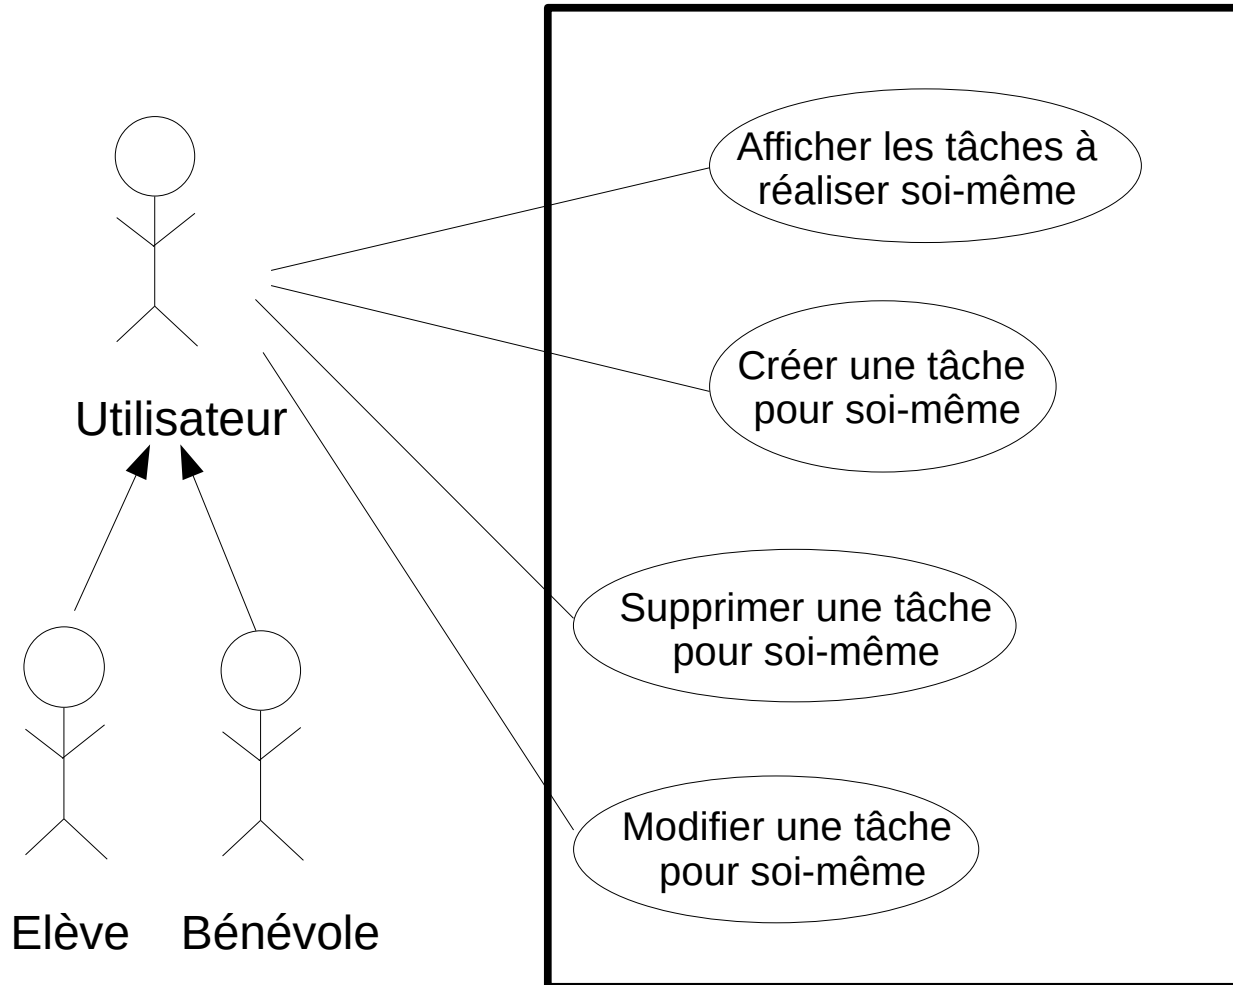 Afficher les tâches à
réaliser soi-même
Créer une tâche
pour soi-même
Utilisateur
Supprimer une tâche
pour soi-même
Modifier une tâche
pour soi-même
Elève
Bénévole